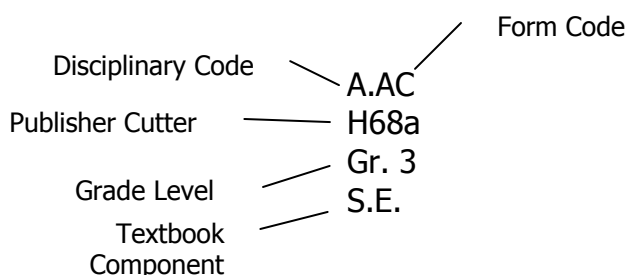 Form Code
Disciplinary Code
A.AC
Publisher Cutter
H68a
Gr. 3
Grade Level
S.E.
Textbook
Component